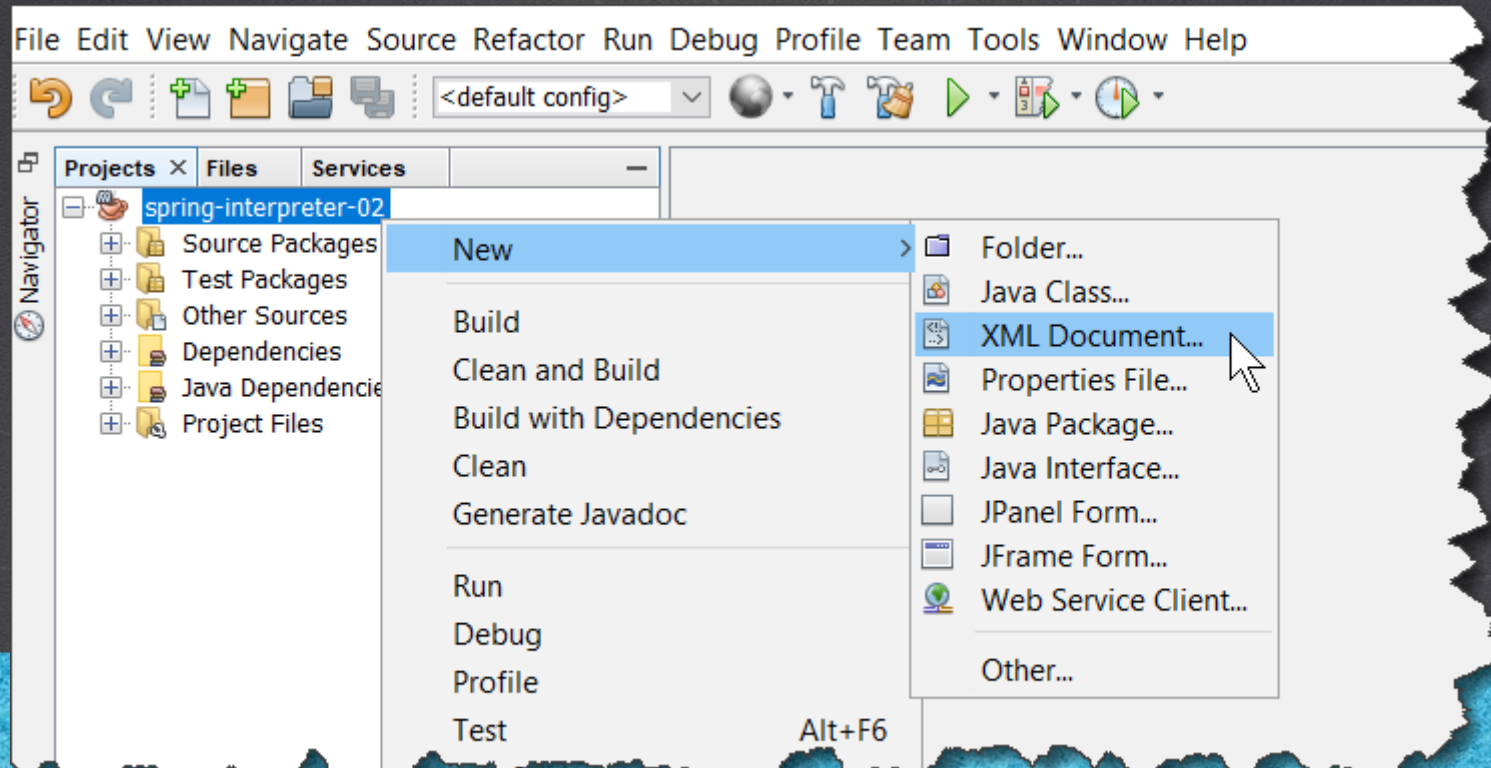 File Edit View Navigate Source Refactor Run Debug Profile Team Tools Window Help
<default config>
Projects Files Services
Navigator
spring-interpreter-02
Source Packages
Test Packages
Other Sources
Dependencies
Java Dependencie
Project Files
New
Build
Clean and Build
Build with Dependencies
Clean
Generate Javadoc
Run
Debug
Profile
Test Alt+F6
Folder...
Java Class...
XML Document...
Properties File...
Java Package...
Java Interface...
JPanel Form...
JFrame Form...
Web Service Client...
Other...